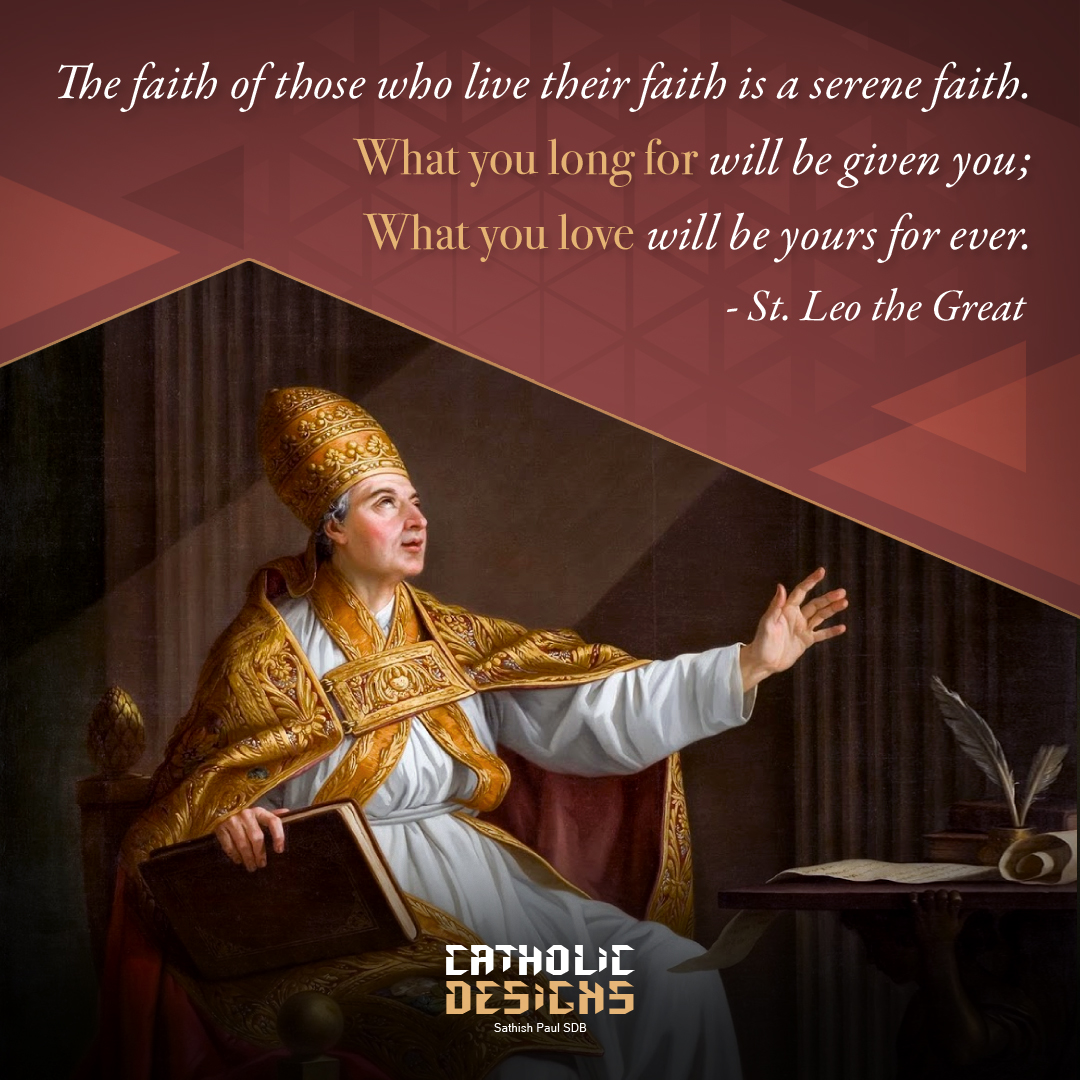 The faith of those who live their faith is a serene faith.
What you long for will be given you;
What you love will be yours for ever.
- St. Leo the Great
CATHOLIC
DESIGNS
Sathish Paul SDB